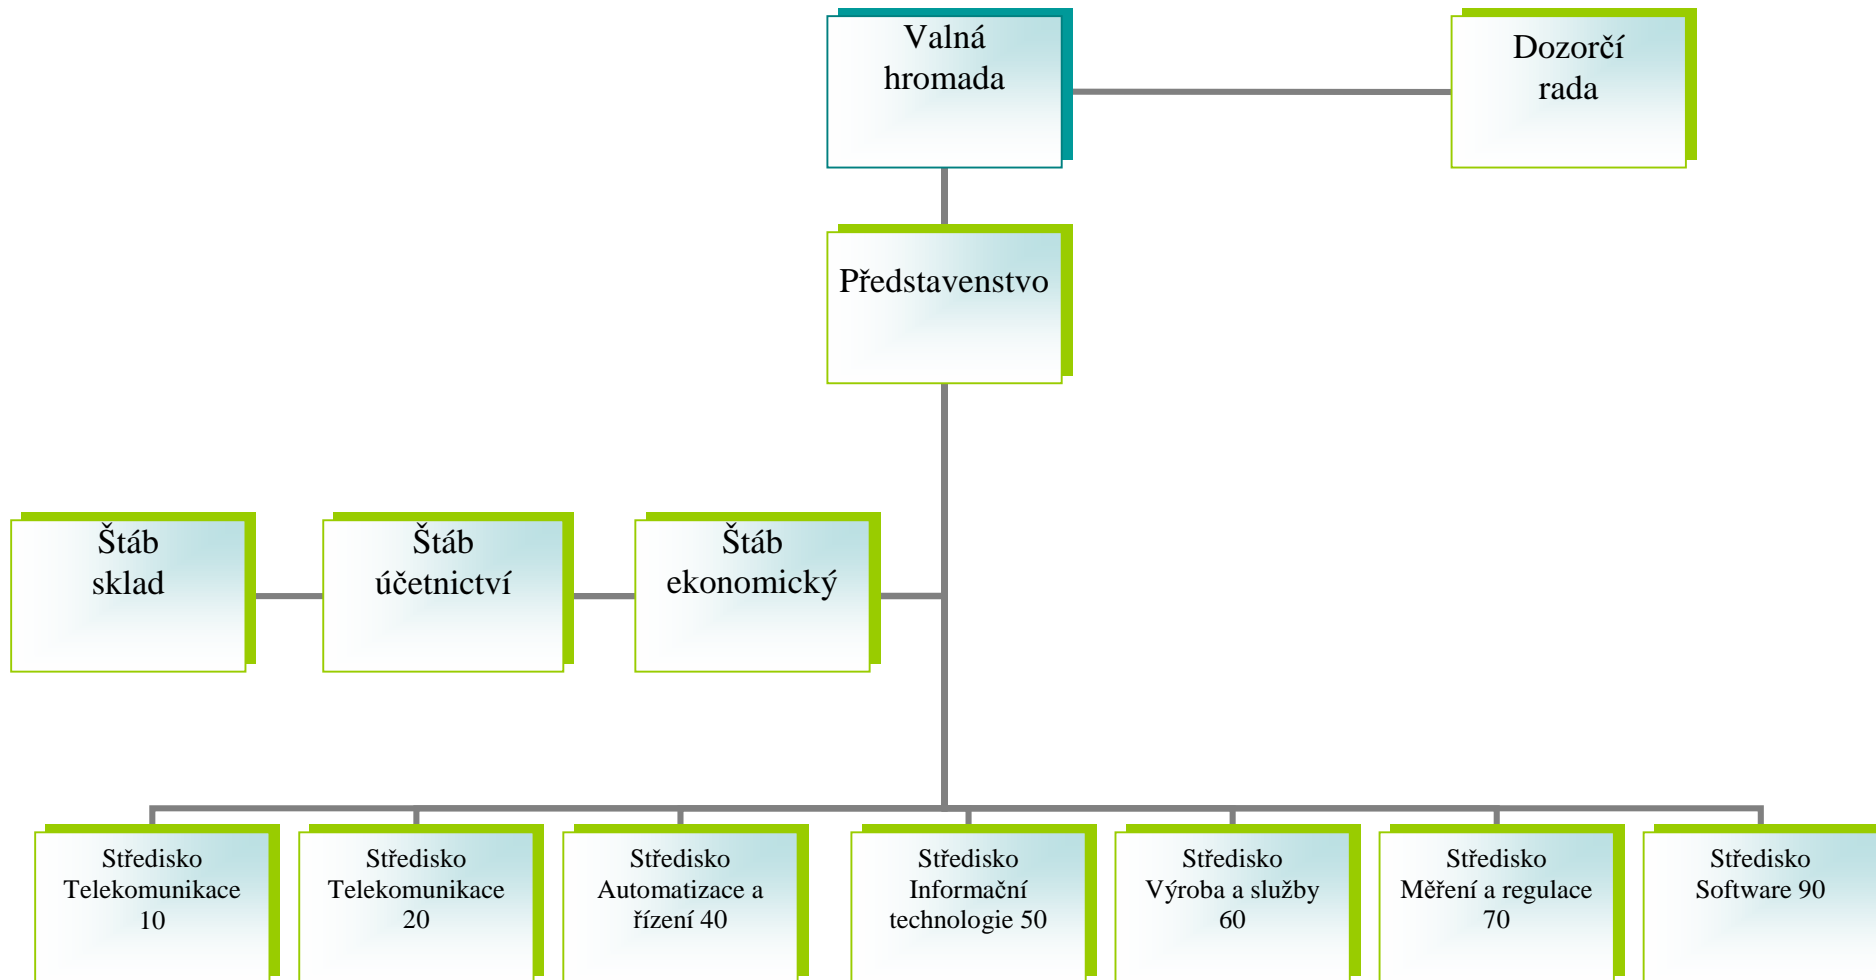 Valná
hromada
Dozorčí
rada
Představenstvo
Štáb
sklad
Štáb
účetnictví
Štáb
ekonomický
Středisko
Telekomunikace
10
Středisko
Telekomunikace
20
Středisko
Automatizace a
řízení 40
Středisko
Informační
technologie 50
Středisko
Výroba a služby
60
Středisko
Měření a regulace
70
Středisko
Software 90